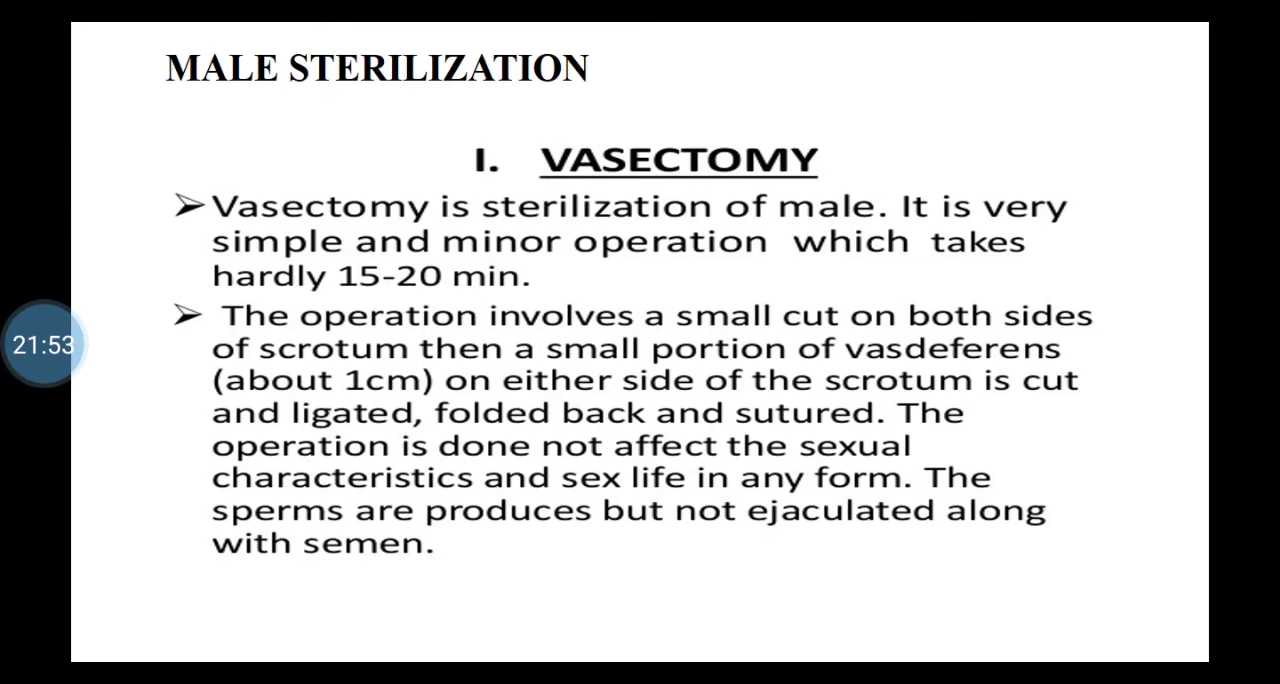 MALE STERILIZATION
I. VASECTOMY
➢Vasectomy is sterilization of male. It is very
simple and minor operation which takes
hardly 15-20 min.
➢ The operation involves a small cut on both sides
of scrotum then a small portion of vasdeferens
(about 1cm) on either side of the scrotum is cut
and ligated, folded back and sutured. The
operation is done not affect the sexual
characteristics and sex life in any form. The
sperms are produces but not ejaculated along
with semen.
21:53